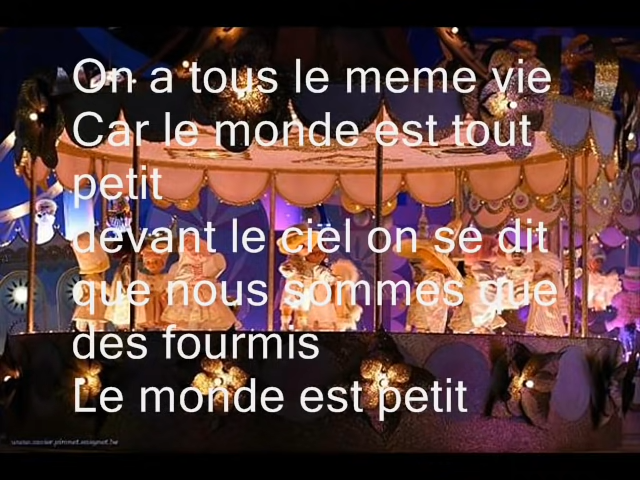 On a tous le meme vie
Car le monde est tout
petit
devant le ciel on se dit
que nous sommes que
des fourmis
Le monde est petit